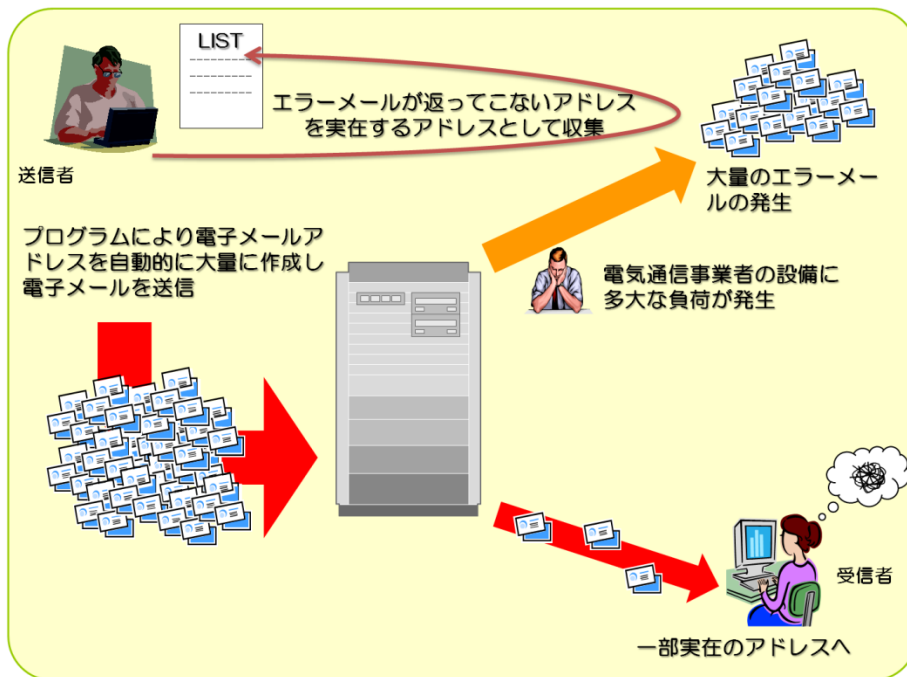 LIST
エラーメールが返ってこないアドレス
を実在するアドレスとして収集
送信者
大量のエラーメー
ルの発生
プログラムにより電子メールア
ドレスを自動的に大量に作成し
電子メールを送信
電気通信事業者の設備に
多大な負荷が発生
受信者
一部実在のアドレスへ